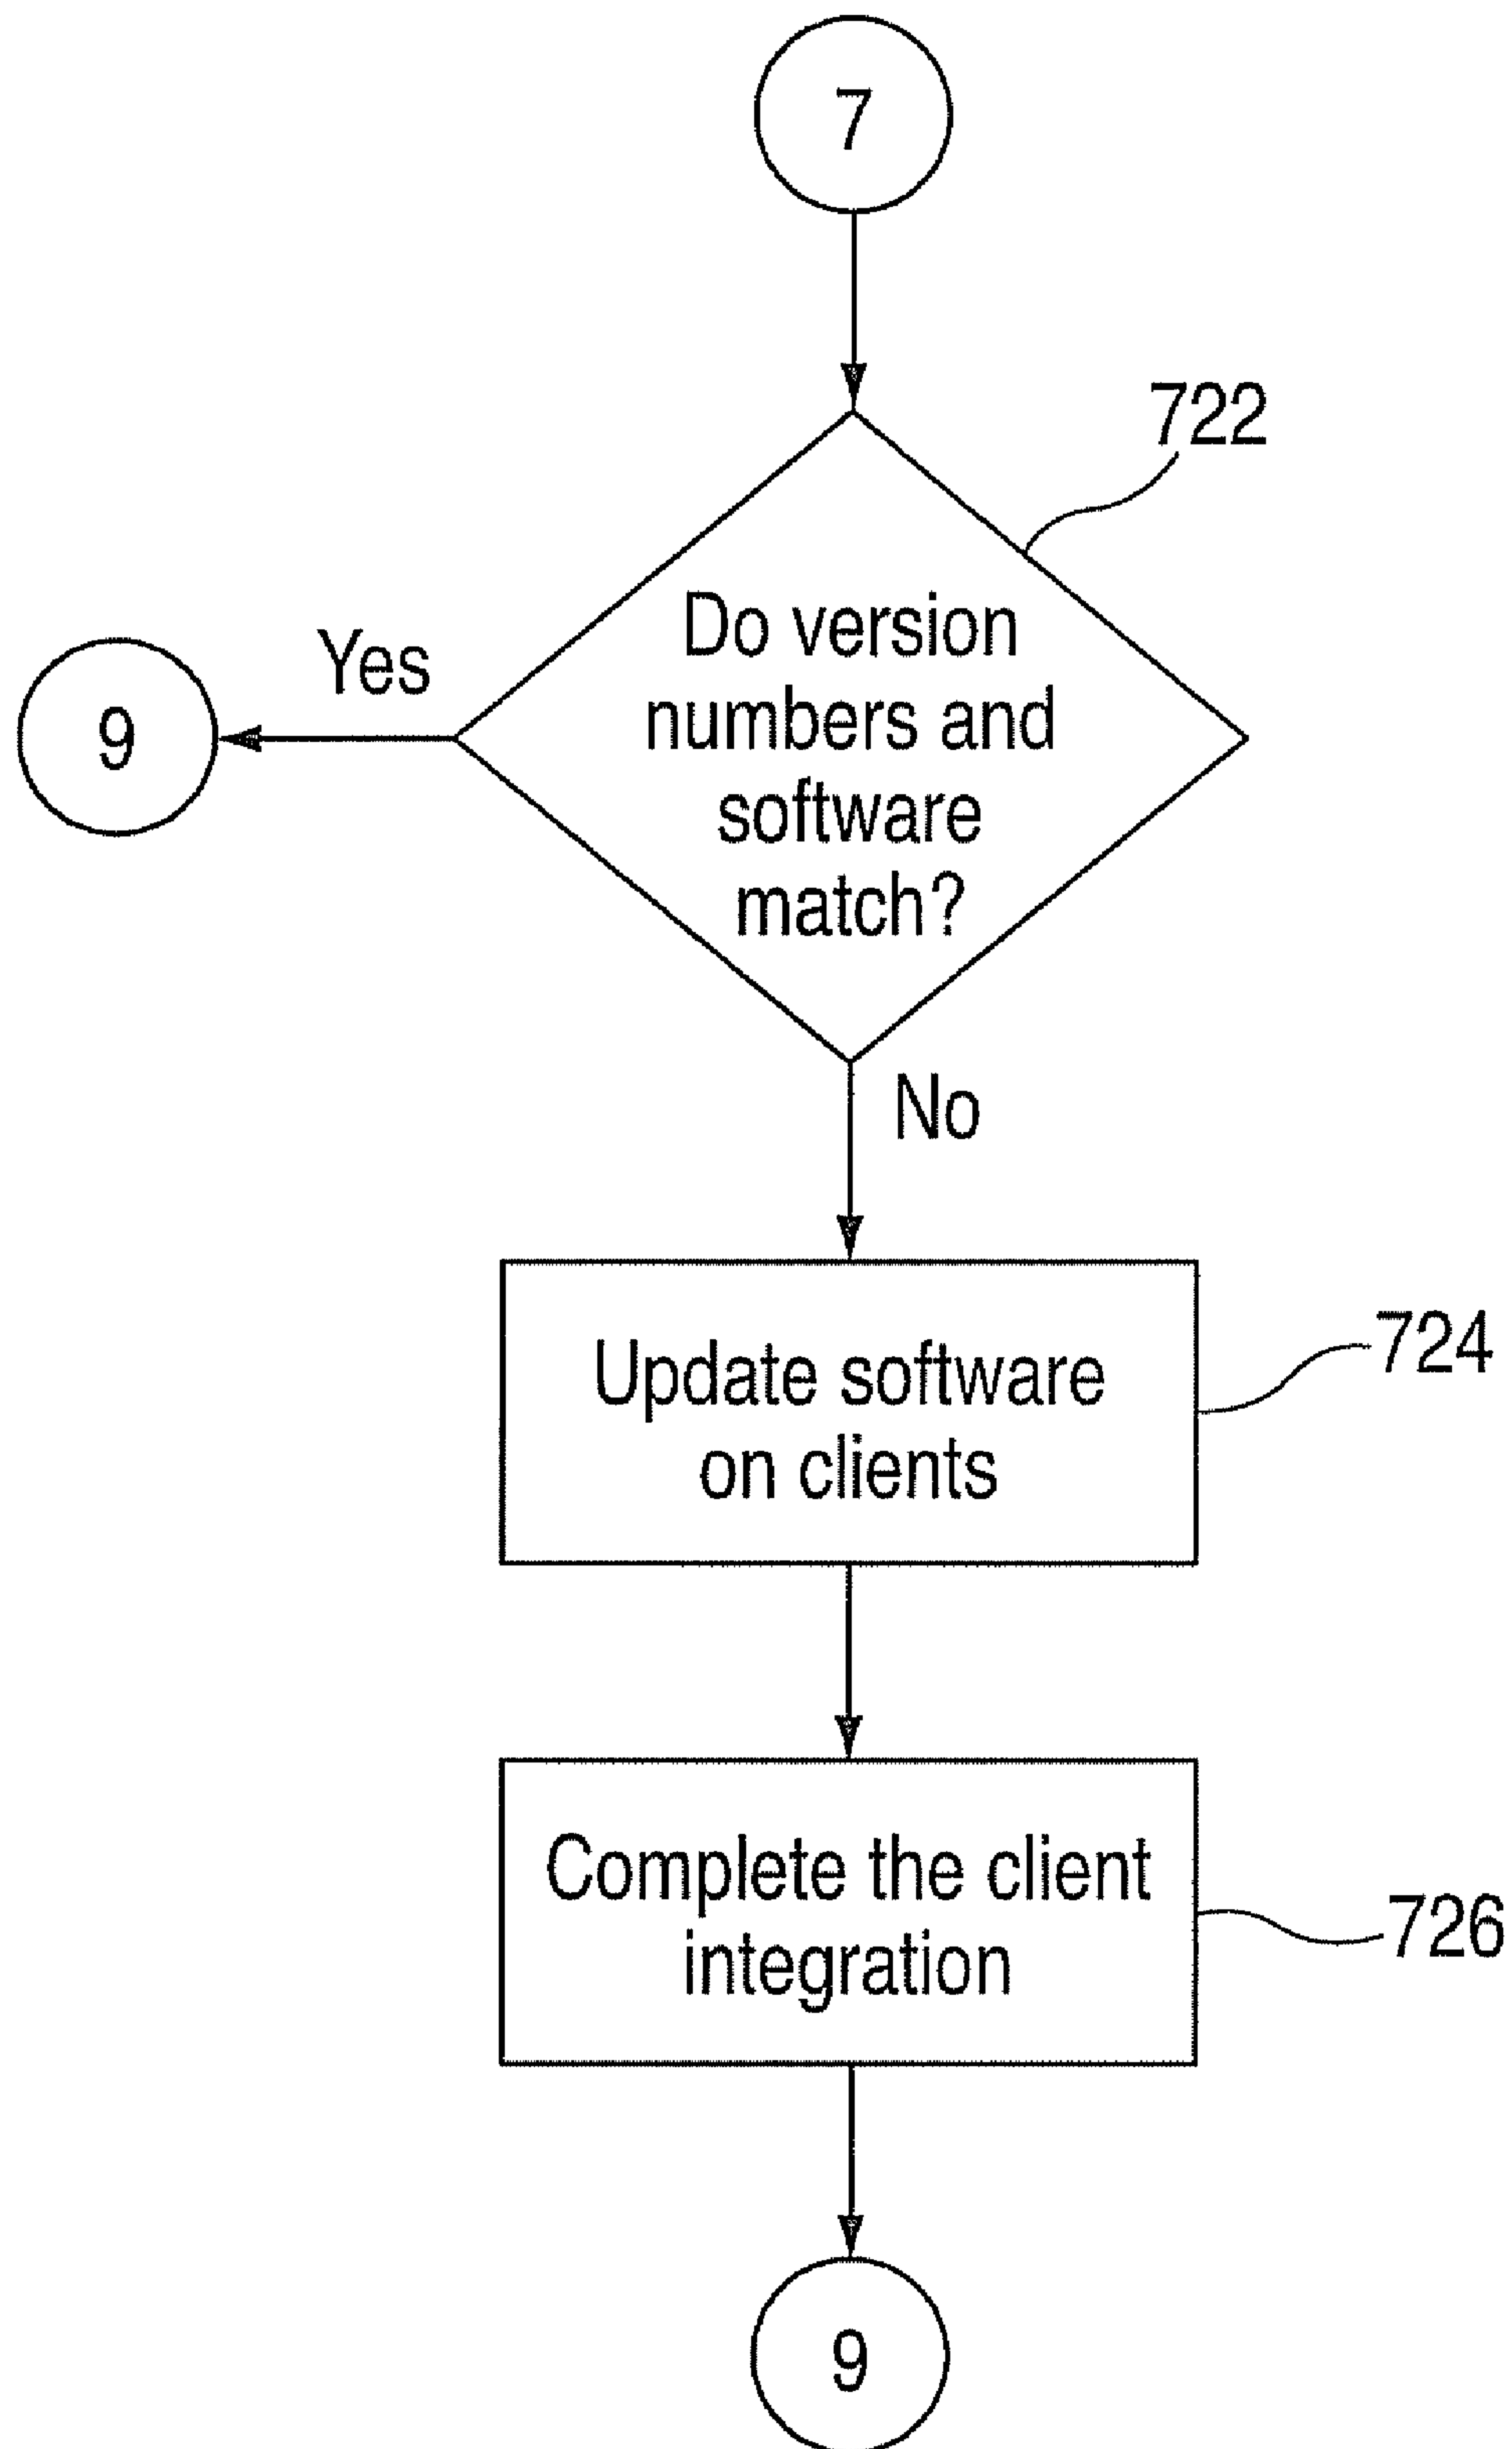 7
722
Do version
numbers and
software
match?
Yes
9
No
Update software
on clients
724
Complete the client
integration
726
9